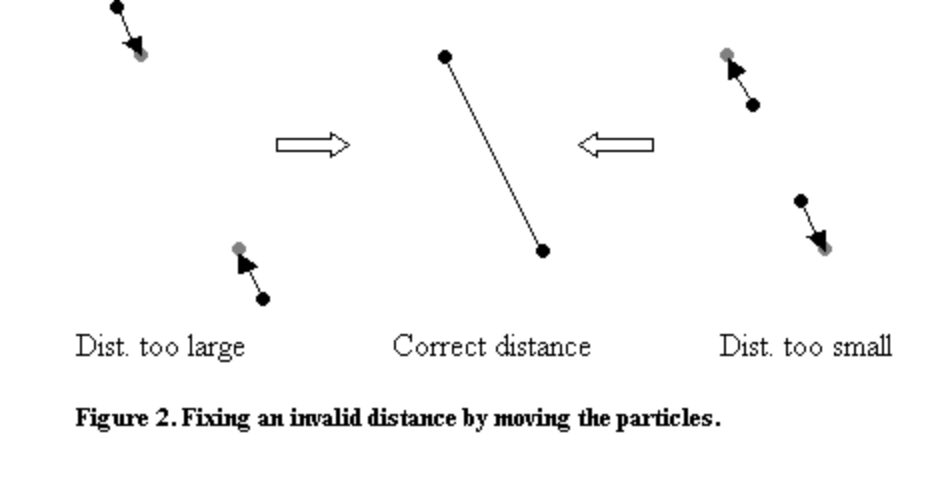 Dist. too large
Correct distance
Dist. too small
Figure 2. Fixing an invalid distance by moving the particles.